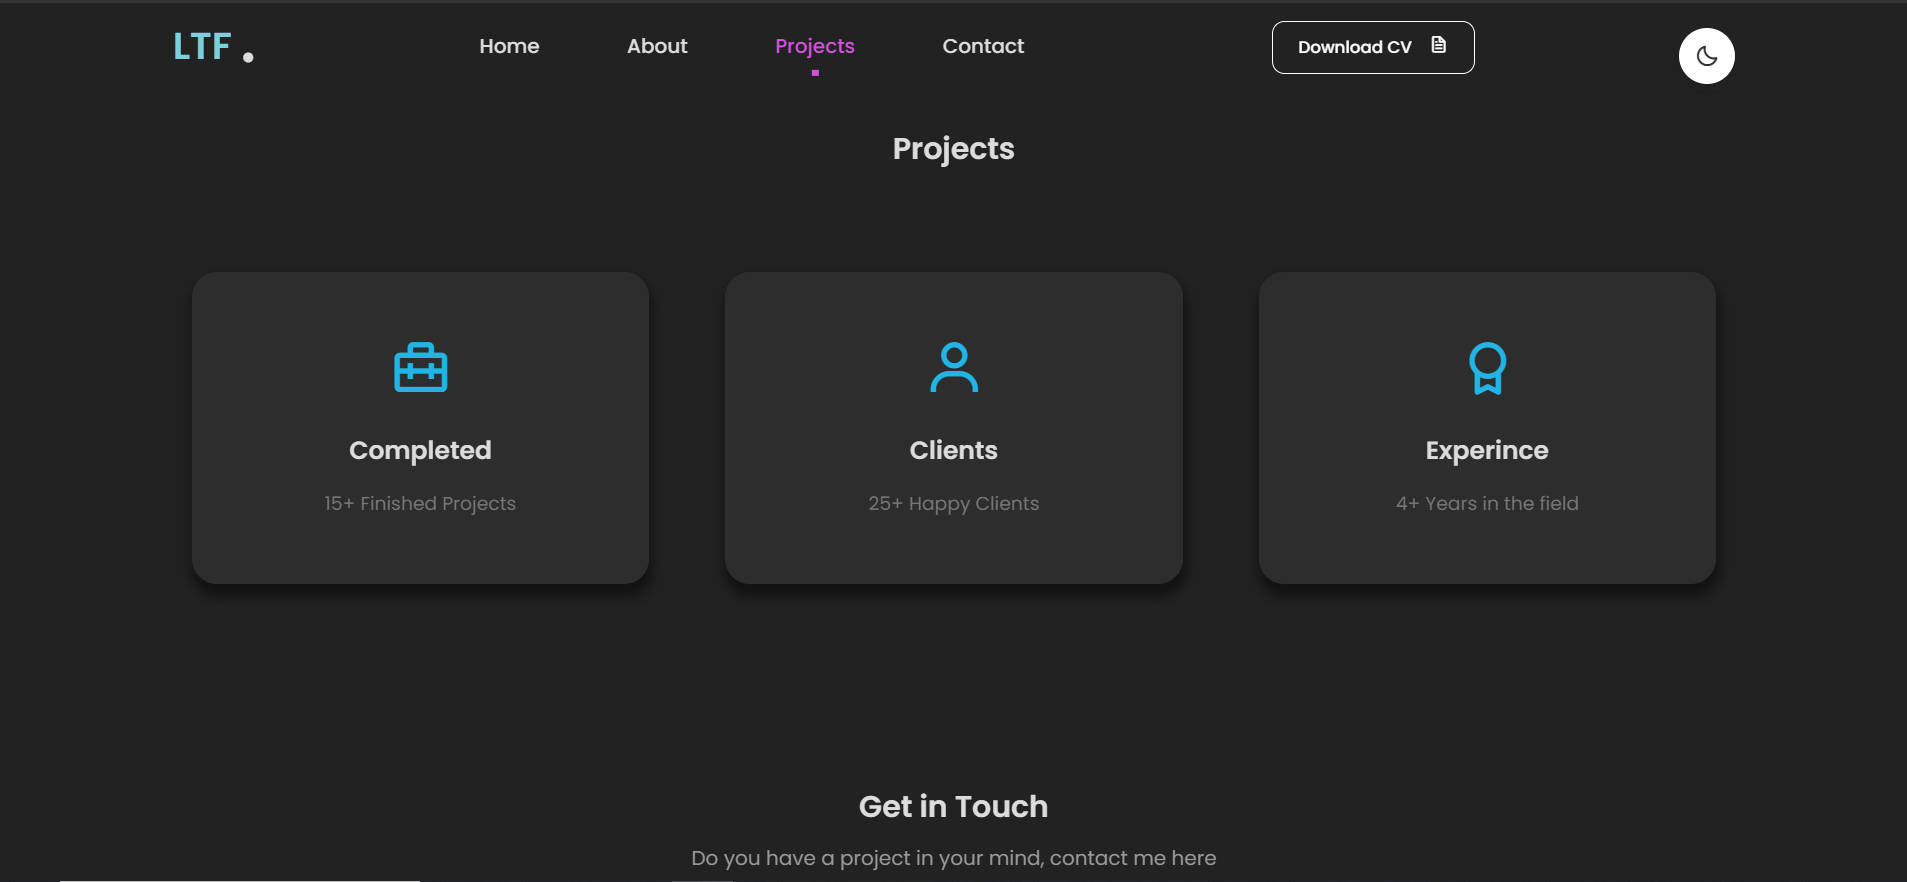 LTF .
Home About Projects Contact Download CV
Projects
Completed
15+ Finished Projects
Clients
25+ Happy Clients
Experince
4+ Years in the field
Get in Touch
Do you have a project in your mind, contact me here